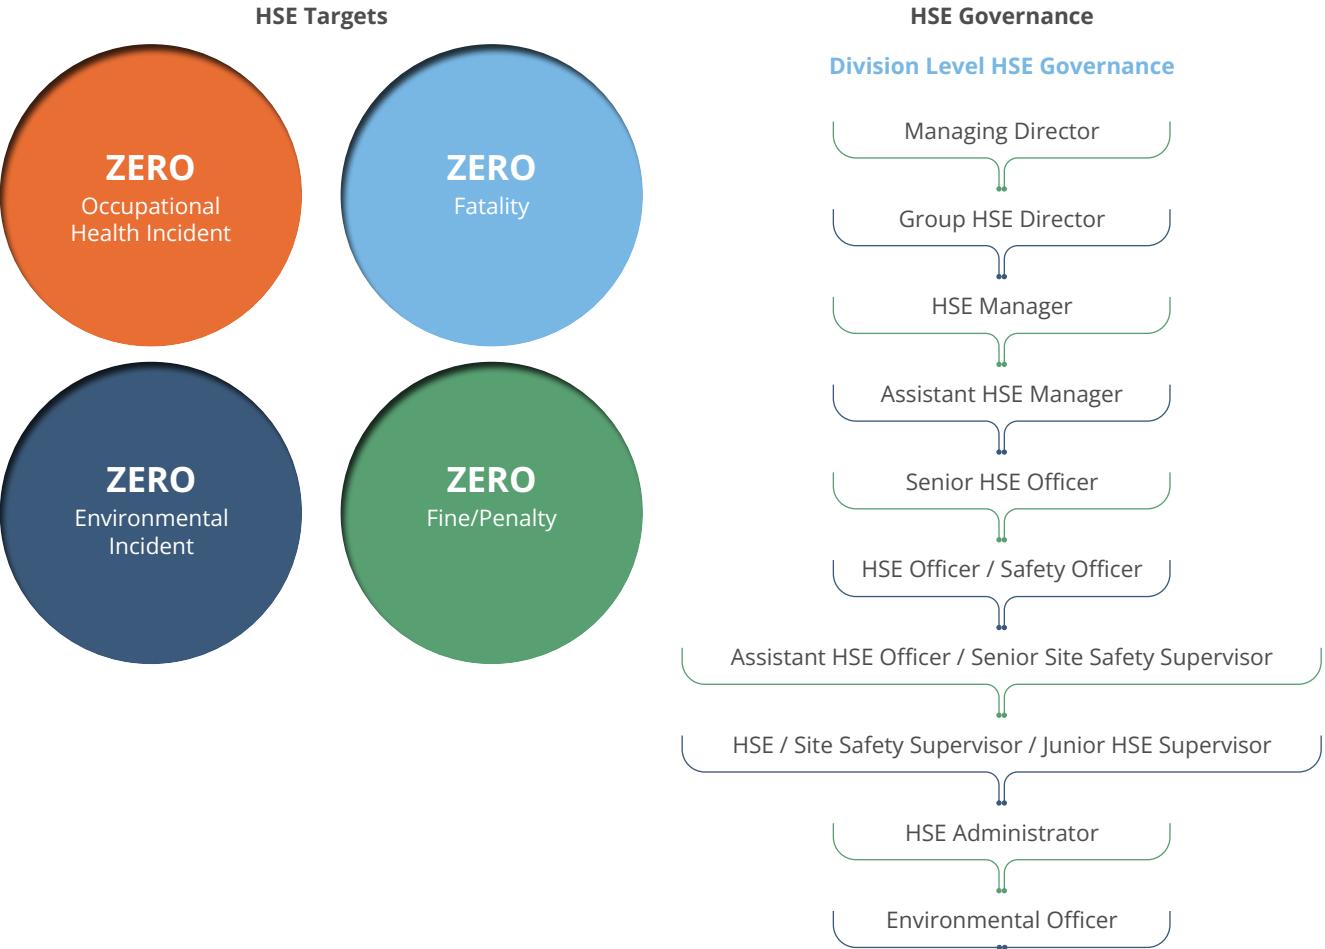 HSE Targets
ZERO
Occupational
Health Incident
ZERO
Fatality
ZERO
Environmental
Incident
ZERO
Fine/Penalty
HSE Governance
Division Level HSE Governance
Managing Director
Group HSE Director
HSE Manager
Assistant HSE Manager
Senior HSE Officer
HSE Officer / Safety Officer
Assistant HSE Officer / Senior Site Safety Supervisor
HSE / Site Safety Supervisor / Junior HSE Supervisor
HSE Administrator
Environmental Officer